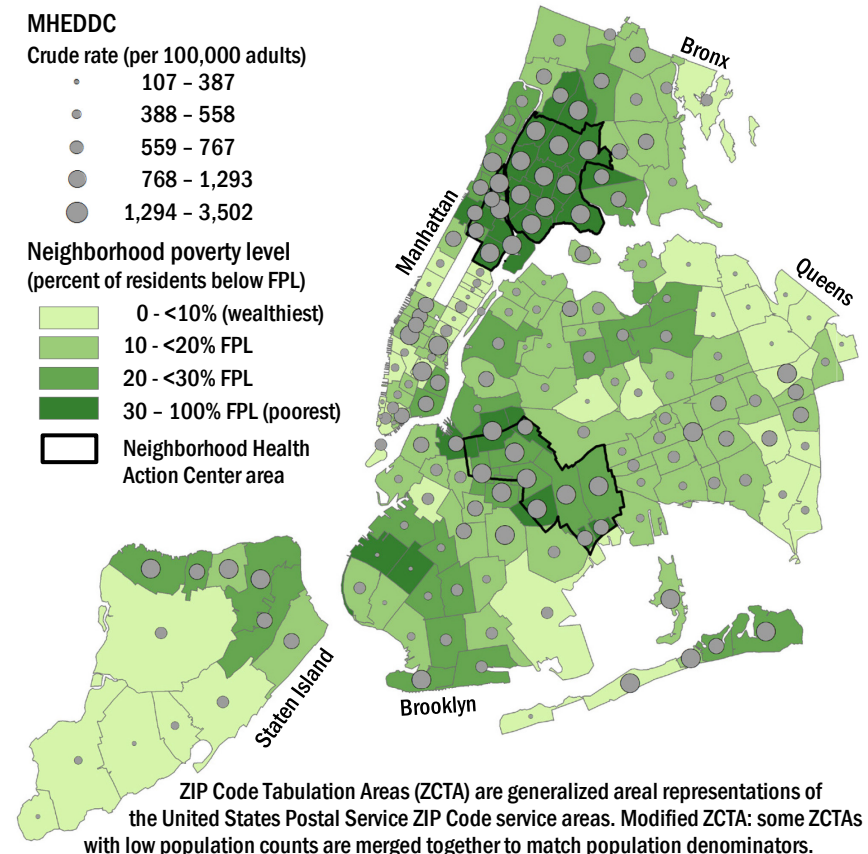 MHEDDC
Crude rate (per 100,000 adults)
107 – 387
388 – 558
559 – 767
768 – 1,293
1,294 – 3,502
Neighborhood poverty level
(percent of residents below FPL)
0 - <10% (wealthiest)
10 - <20% FPL
20 - <30% FPL
30 – 100% FPL (poorest)
Neighborhood Health
Action Center area
Bronx
Manhattan
Queens
Staten Island
Brooklyn
ZIP Code Tabulation Areas (ZCTA) are generalized areal representations of
the United States Postal Service ZIP Code service areas. Modified ZCTA: some ZCTAs
with low population counts are merged together to match population denominators.